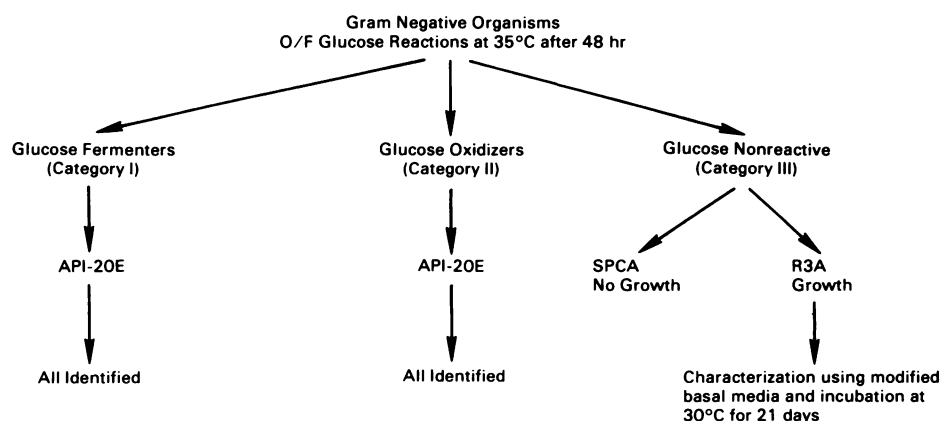 Gram Negative Organisms
O/F Glucose Reactions at 35°C after 48 hr
Glucose Fermenters
(Category I)
Glucose Oxidizers
(Category II)
Glucose Nonreactive
(Category III)
API-20E
API-20E
SPCA
No Growth
R3A
Growth
All Identified
All Identified
Characterization using modified
basal media and incubation at
30°C for 21 days